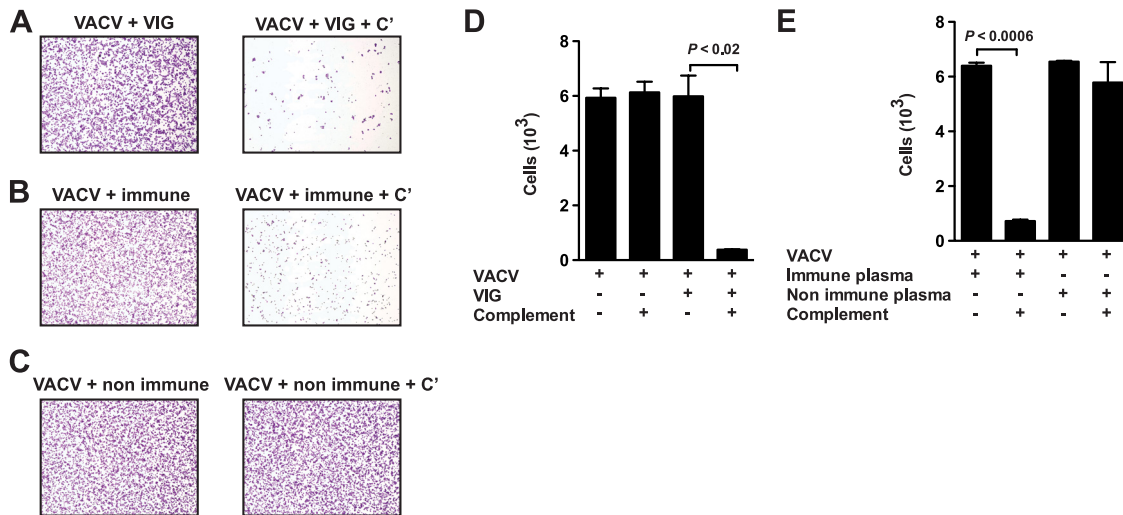 A
VACV + VIG
VACV + VIG + C’
B
VACV + immune
VACV + immune + C’
C
VACV + non immune
VACV + non immune + C’
D
P < 0.02
8
6
4
2
0
Cells (10³)
VACV + + + +
VIG - - + +
Complement - + - +
E
P < 0.0006
8
6
4
2
0
Cells (10³)
VACV + + + +
Immune plasma + + - -
Non immune plasma - - + +
Complement - + - +